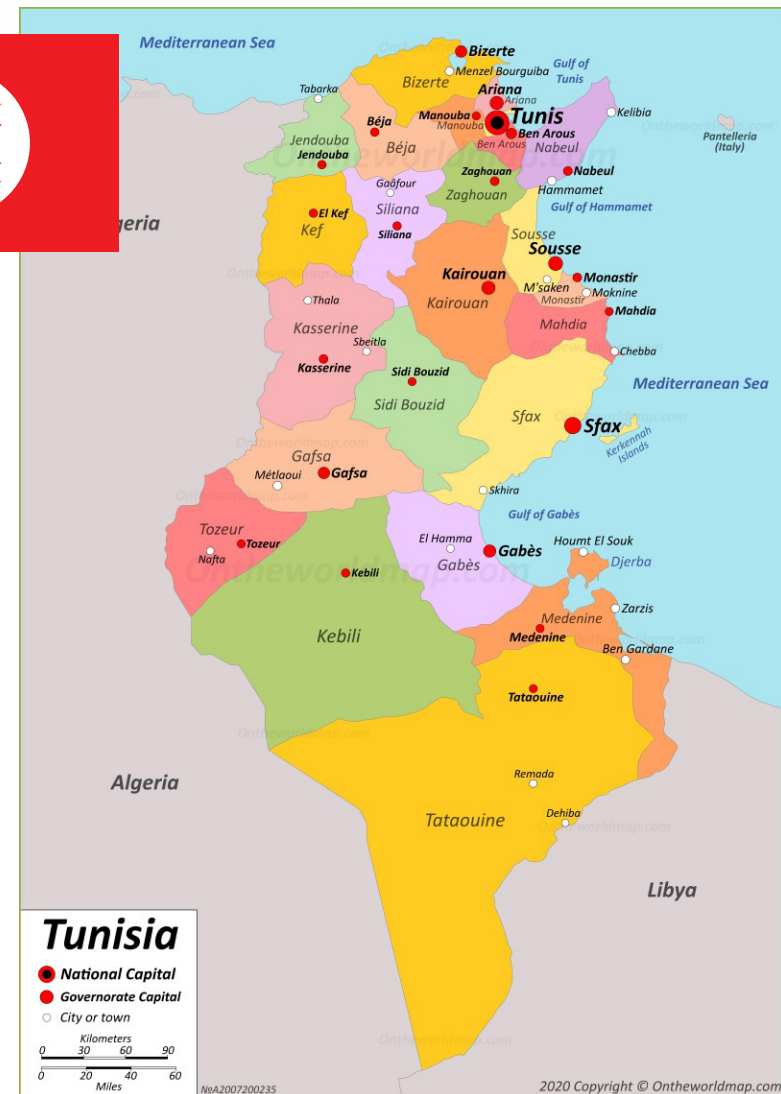 Mediterranean Sea
Bizerte
Gulf of
Tunis
Menzel Bourguiba
Bizerte
Tabarka
Ariana
Ariana
Kelibia
Manouba
Tunis
Béja
Manouba
Ben Arous
Pantelleria
(Italy)
Jendouba
Béja
Ben Arous
Nabeul
Jendouba
Zaghouan
Nabeul
Gaâfour
Zaghouan
Hammamet
Siliana
Gulf of Hammamet
El Kef
geria
Kef
Siliana
Sousse
Sousse
Kairouan
Monastir
M'saken
Moknine
Thala
Kairouan
Monastir
Mahdia
Kasserine
Mahdia
Sbeitla
Chebba
Kasserine
Sidi Bouzid
Mediterranean Sea
Sidi Bouzid
Sfax
Sfax
Kerkennah
Islands
Gafsa
Métlaoui
Gafsa
Skhira
Gulf of Gabès
Tozeur
El Hamma
Houmt El Souk
Tozeur
Nafta
Gabès
Gabès
Djerba
Kebili
Zarzis
Medenine
Kebili
Medenine
Ben Gardane
Tataouine
Algeria
Remada
Dehiba
Tataouine
Libya
Tunisia
National Capital
Governorate Capital
City or town
Kilometers
0 30 60 90
0 20 40 60
Miles
№A2007200235
2020 Copyright © Ontheworldmap.com
Ontheworldmap.com